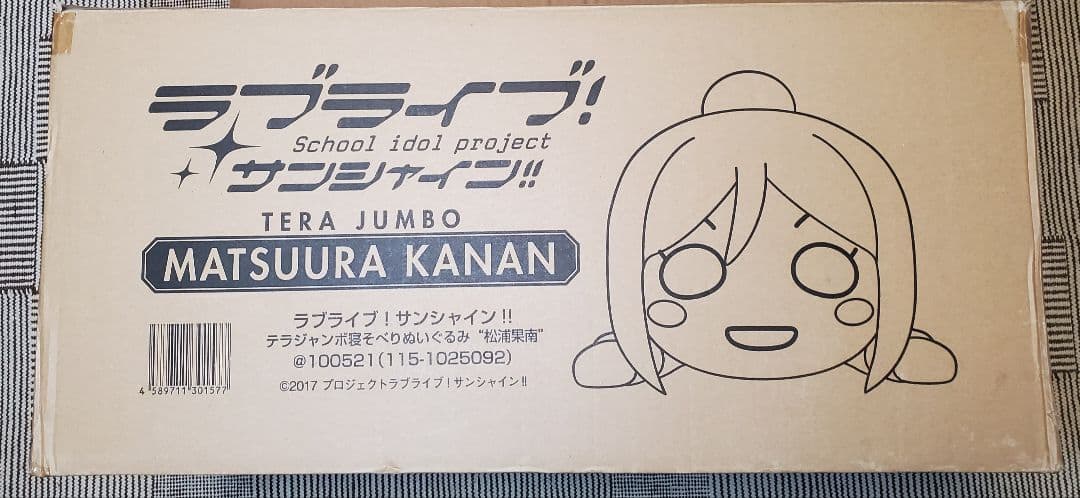 ラブライブ!
School idol project
サンシャイン!!
TERA JUMBO
MATSUURA KANAN
ラブライブ！サンシャイン!!
テラジャンボ寝そべりぬいぐるみ “松浦果南”
@100521(115-1025092)
©2017 プロジェクトラブライブ！サンシャイン!!
4 589711 301577